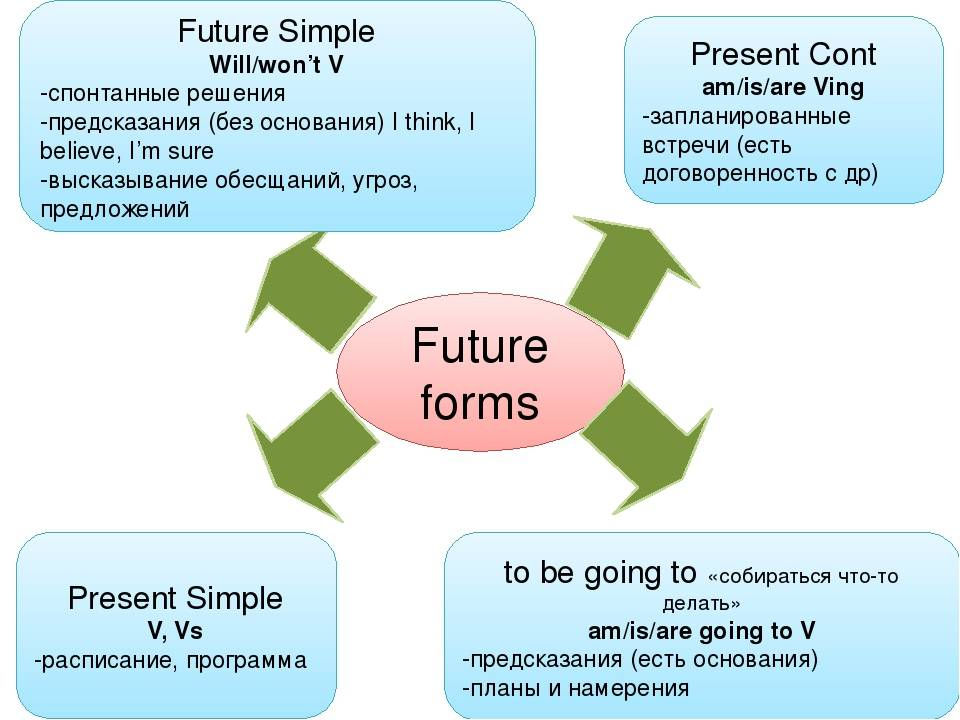 Future Simple
Will/won’t V
-спонтанные решения
-предсказания (без основания) I think, I
believe, I’m sure
-высказывание обесщаний, угроз,
предложений
Present Cont
am/is/are Ving
-запланированные
встречи (есть
договоренность с др)
Future
forms
Present Simple
V, Vs
-расписание, программа
to be going to «собираться что-то
делать»
am/is/are going to V
-предсказания (есть основания)
-планы и намерения